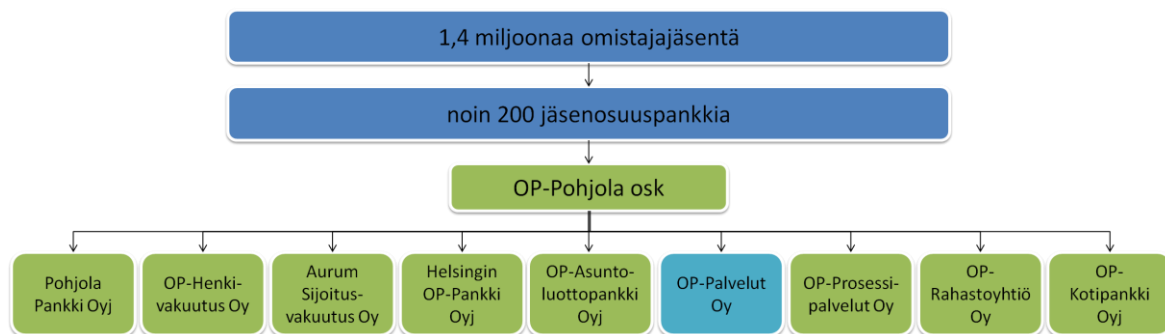 1,4 miljoonaa omistajajäsentä
noin 200 jäsenosuuspankkia
OP-Pohjola osk
Pohjola
Pankki Oyj
OP-Henki-
vakuutus Oy
Aurum
Sijoitus-
vakuutus Oy
Helsingin
OP-Pankki
Oyj
OP-Asunto-
luottopankki
Oyj
OP-Palvelut
Oy
OP-Prosessi-
palvelut Oy
OP-
Rahastoyhtiö
Oy
OP-
Kotipankki
Oyj